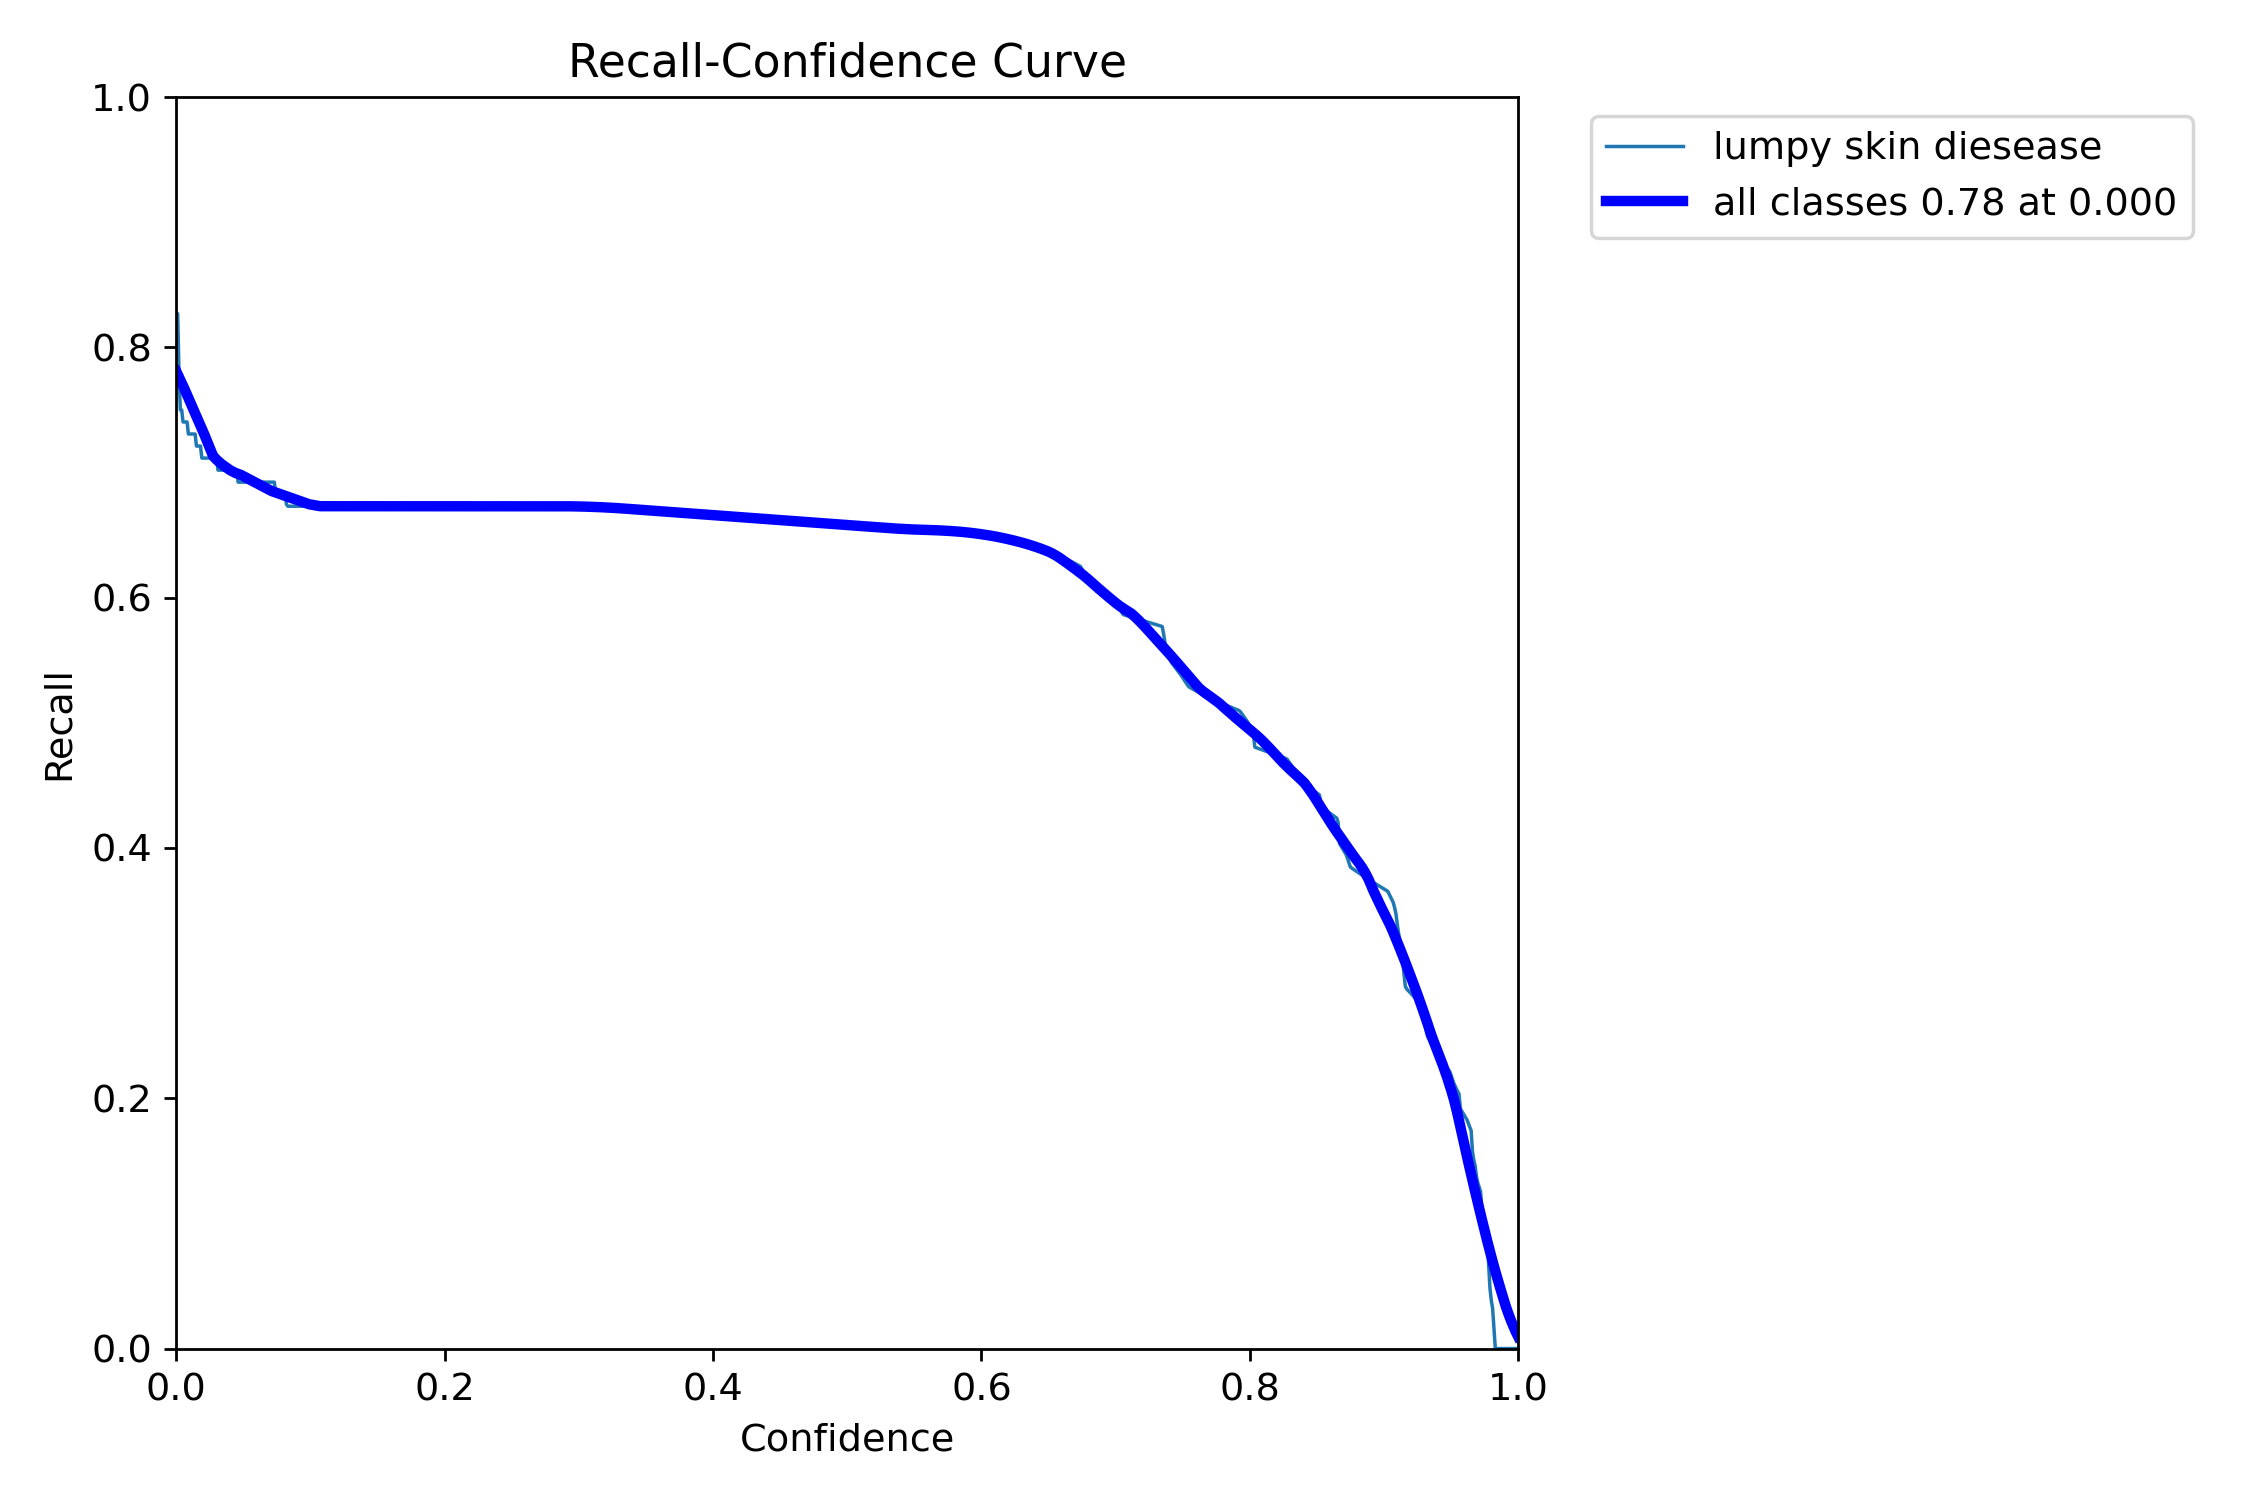 Recall-Confidence Curve
1.0
0.8
0.6
0.4
0.2
0.0
Recall
0.0 0.2 0.4 0.6 0.8 1.0
Confidence
lumpy skin diesease
all classes 0.78 at 0.000